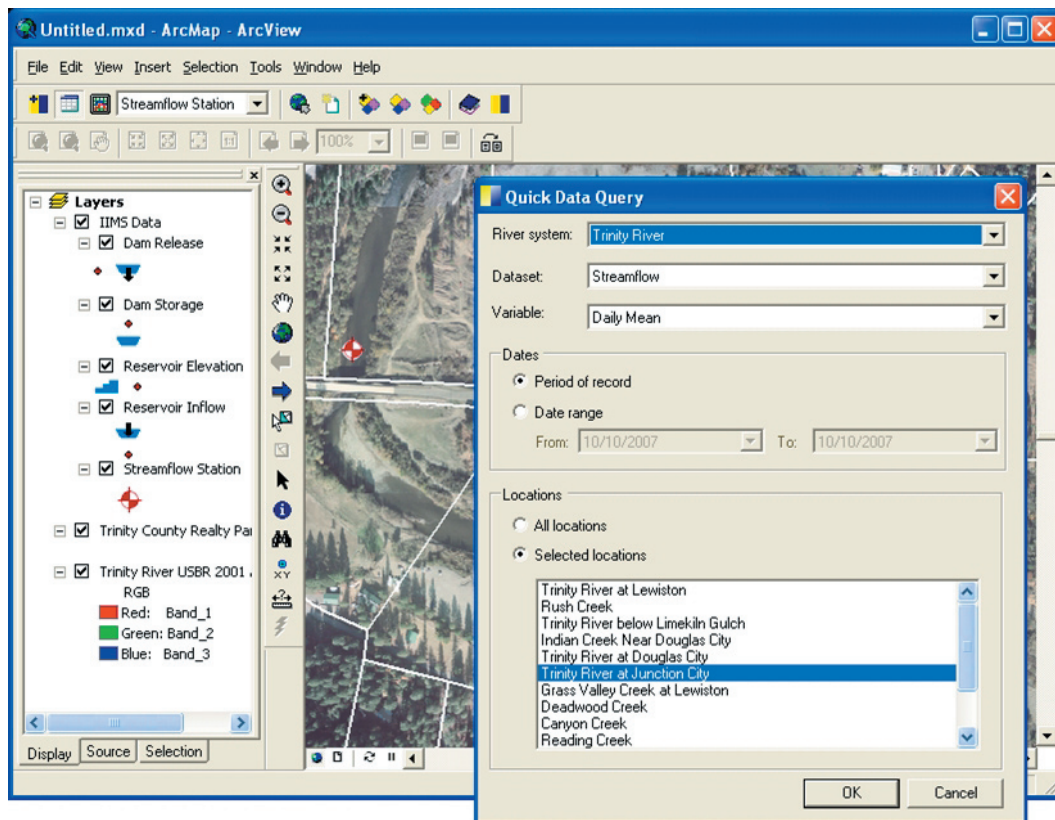 Untitled.mxd - ArcMap - ArcView
File Edit View Insert Selection Tools Window Help
Streamflow Station
1:1
100%
Layers
IIMS Data
Dam Release
Dam Storage
Reservoir Elevation
Reservoir Inflow
Streamflow Station
Trinity County Realty Pa
Trinity River USBR 2001
RGB
Red: Band_1
Green: Band_2
Blue: Band_3
Display Source Selection
XY
Quick Data Query
River system: Trinity River
Dataset: Streamflow
Variable: Daily Mean
Dates
Period of record
Date range
From: 10/10/2007 To: 10/10/2007
Locations
All locations
Selected locations
Trinity River at Lewiston
Rush Creek
Trinity River below Limekiln Gulch
Indian Creek Near Douglas City
Trinity River at Douglas City
Trinity River at Junction City
Grass Valley Creek at Lewiston
Deadwood Creek
Canyon Creek
Reading Creek
OK Cancel